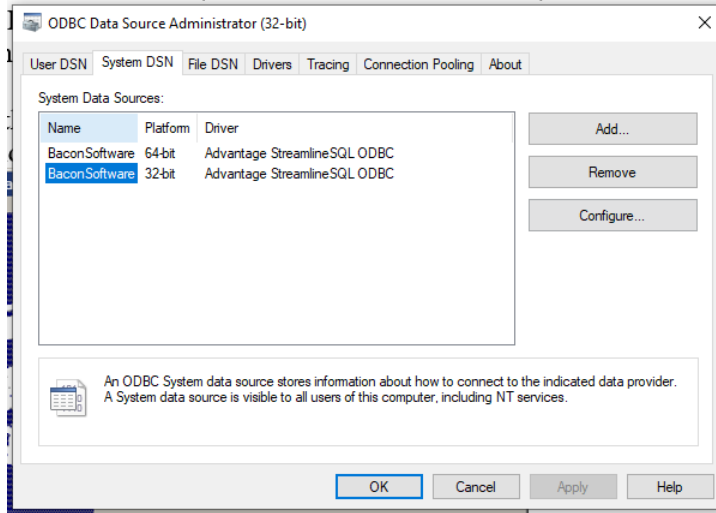 ODBC Data Source Administrator (32-bit)
User DSN System DSN File DSN Drivers Tracing Connection Pooling About
System Data Sources:
Name Platform Driver
BaconSoftware 64-bit Advantage StreamlineSQL ODBC
BaconSoftware 32-bit Advantage StreamlineSQL ODBC
Add...
Remove
Configure...
An ODBC System data source stores information about how to connect to the indicated data provider.
A System data source is visible to all users of this computer, including NT services.
OK Cancel Apply Help